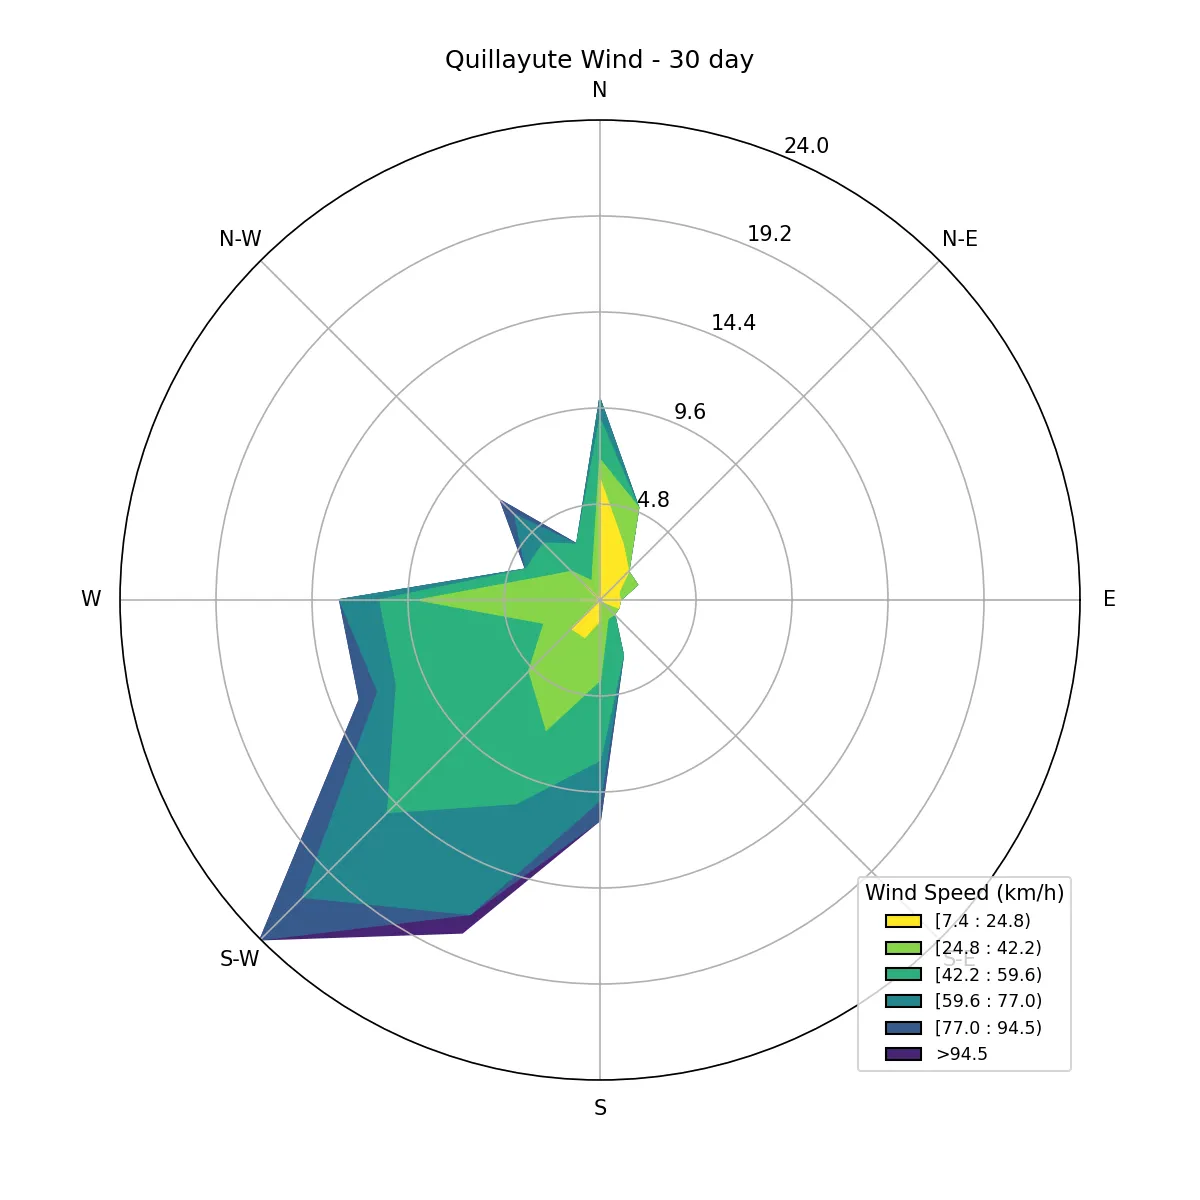 Quillayute Wind - 30 day
N
24.0
N-W
19.2
N-E
14.4
9.6
4.8
W
E
S-W
S-E
Wind Speed (km/h)
[7.4 : 24.8)
[24.8 : 42.2)
[42.2 : 59.6)
[59.6 : 77.0)
[77.0 : 94.5)
>94.5
S